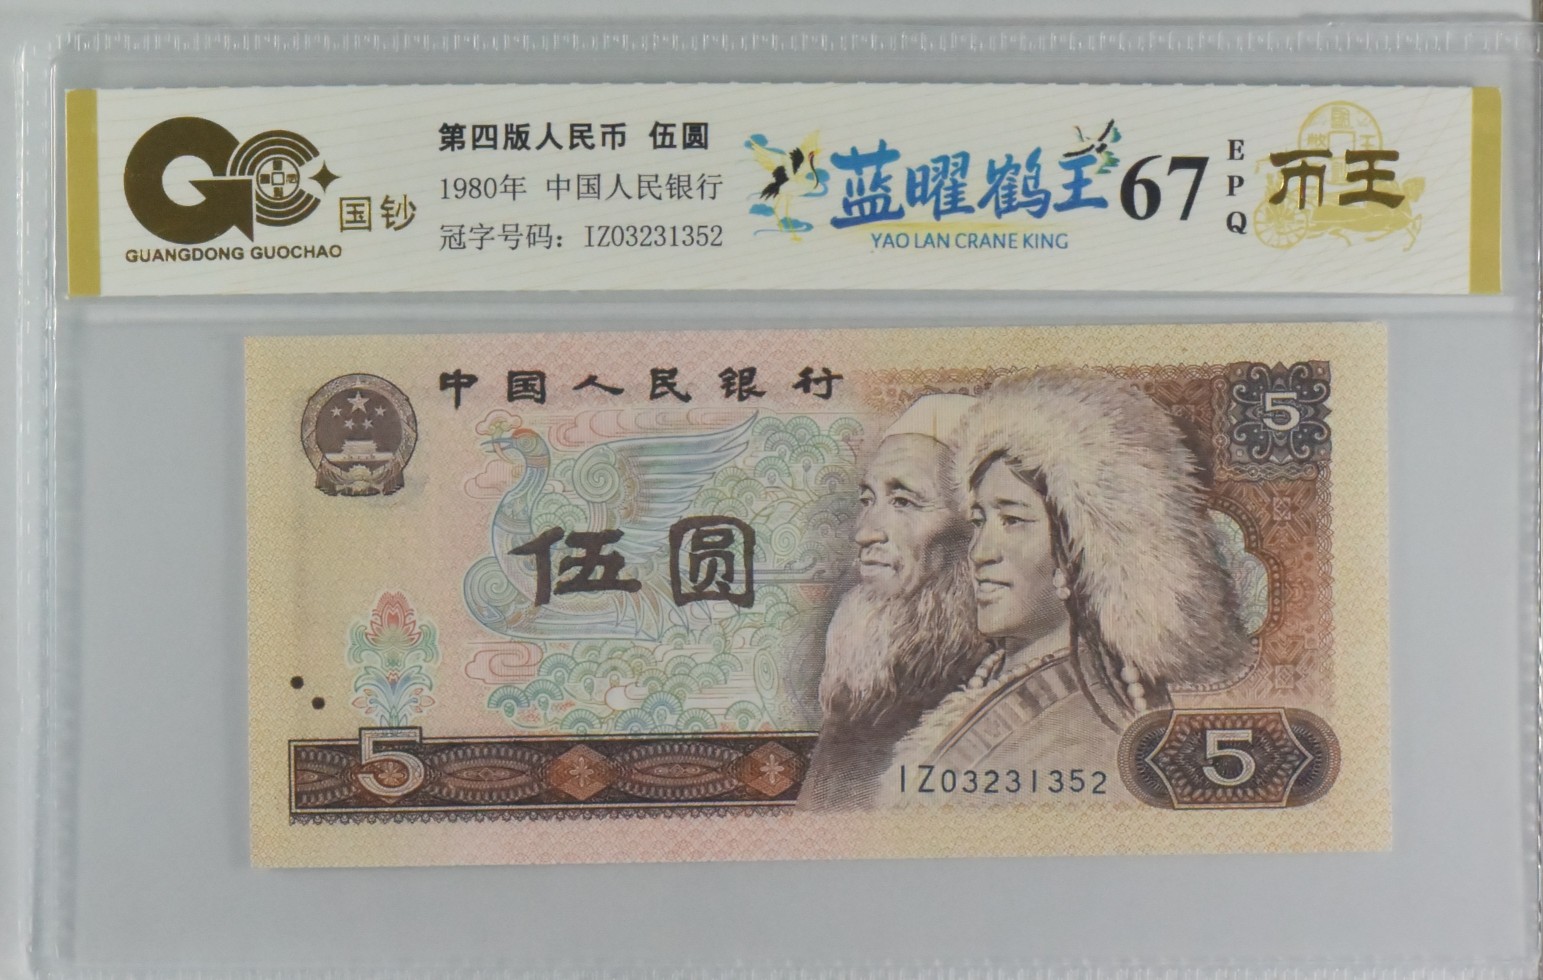 GC
国钞
GUANGDONG GUOCHAO
第四版人民币 伍圆
1980年 中国人民银行
冠字号码：IZ03231352
蓝曜鹤王
YAO LAN CRANE KING
67
EPQ
币王
中国人民银行
5
伍圆
5
IZ03231352
5